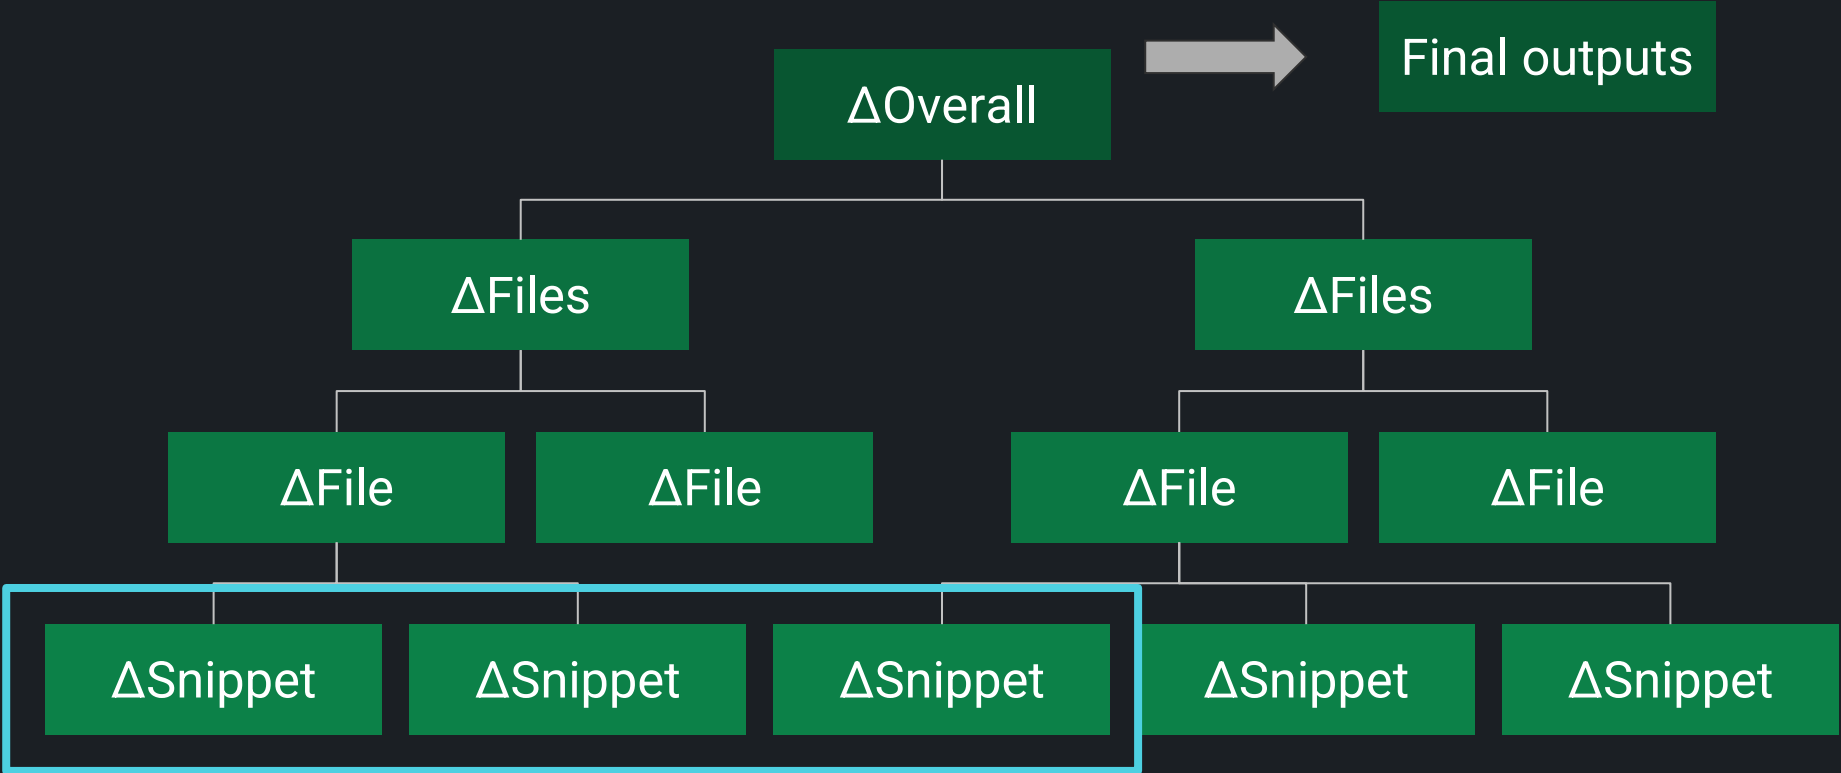 Final outputs
ΔOverall
ΔFiles
ΔFiles
ΔFile
ΔFile
ΔFile
ΔFile
ΔSnippet
ΔSnippet
ΔSnippet
ΔSnippet
ΔSnippet